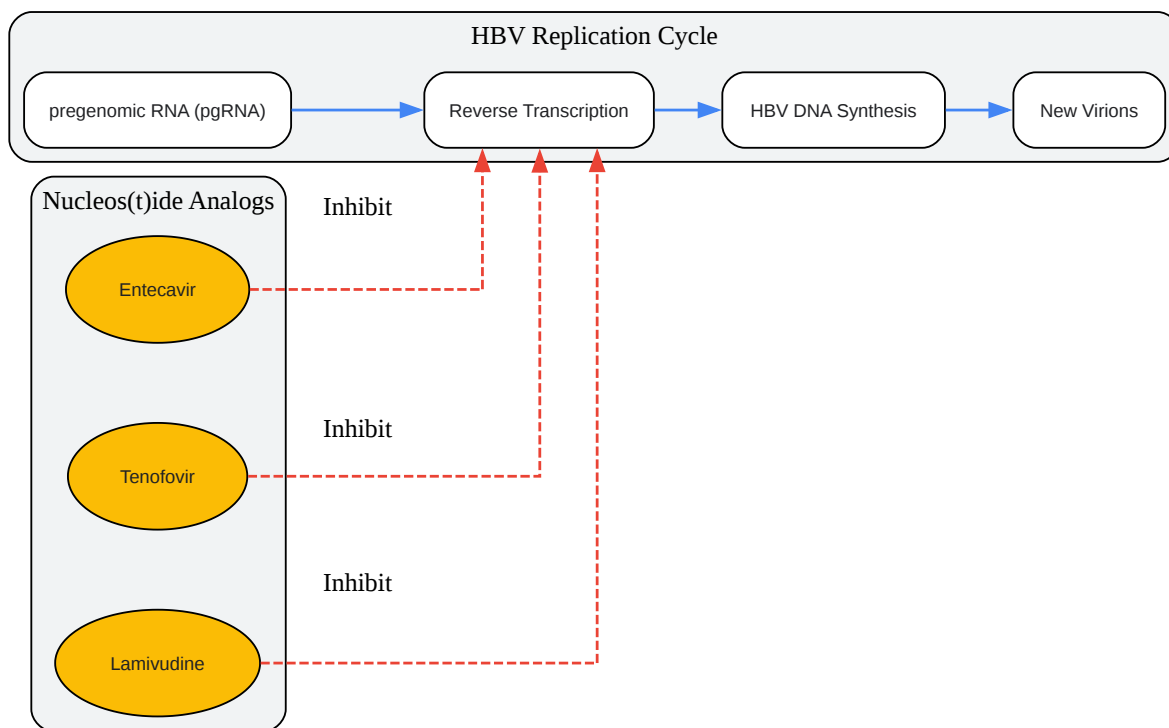 HBV Replication Cycle
pregenomic RNA (pgRNA)
Reverse Transcription
HBV DNA Synthesis
New Virions
Nucleos(t)ide Analogs
Inhibit
Entecavir
Inhibit
Tenofovir
Inhibit
Lamivudine